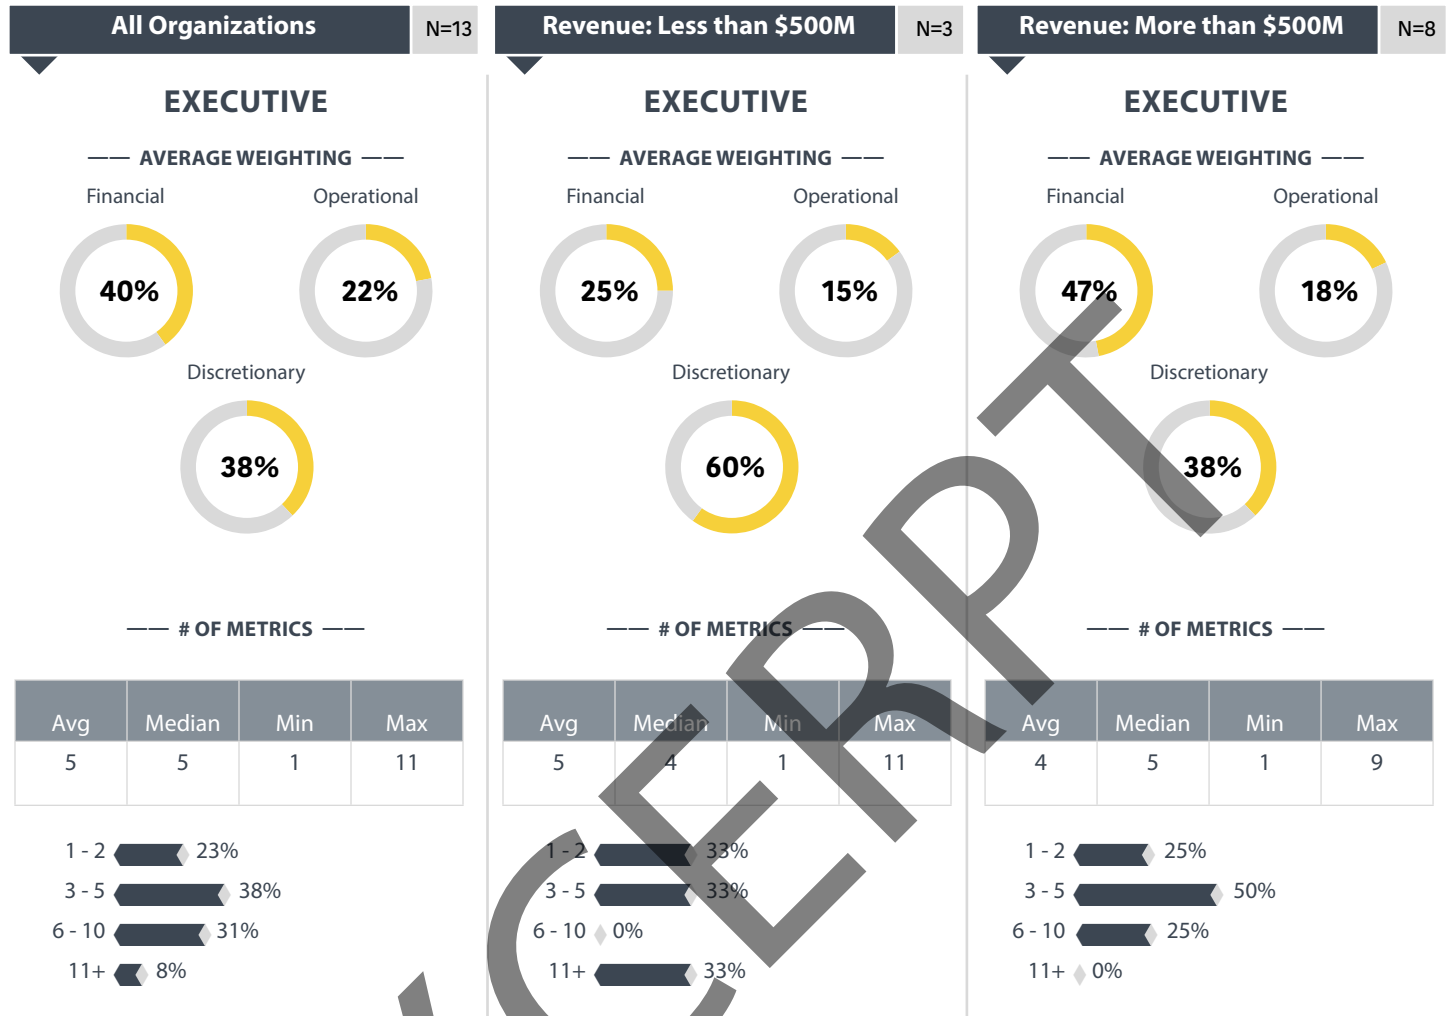 All Organizations
N=13
EXECUTIVE
AVERAGE WEIGHTING
Financial
Operational
40%
22%
Discretionary
38%
# OF METRICS
Avg Median Min Max
5 5 1 11
1 - 2 23%
3 - 5 38%
6 - 10 31%
11+ 8%
Revenue: Less than $500M
N=3
EXECUTIVE
AVERAGE WEIGHTING
Financial
Operational
25%
15%
Discretionary
60%
# OF METRICS
Avg Median Min Max
5 4 1 11
1 - 2 33%
3 - 5 33%
6 - 10 0%
11+ 33%
Revenue: More than $500M
N=8
EXECUTIVE
AVERAGE WEIGHTING
Financial
Operational
47%
18%
Discretionary
38%
# OF METRICS
Avg Median Min Max
4 5 1 9
1 - 2 25%
3 - 5 50%
6 - 10 25%
11+ 0%
CERPT